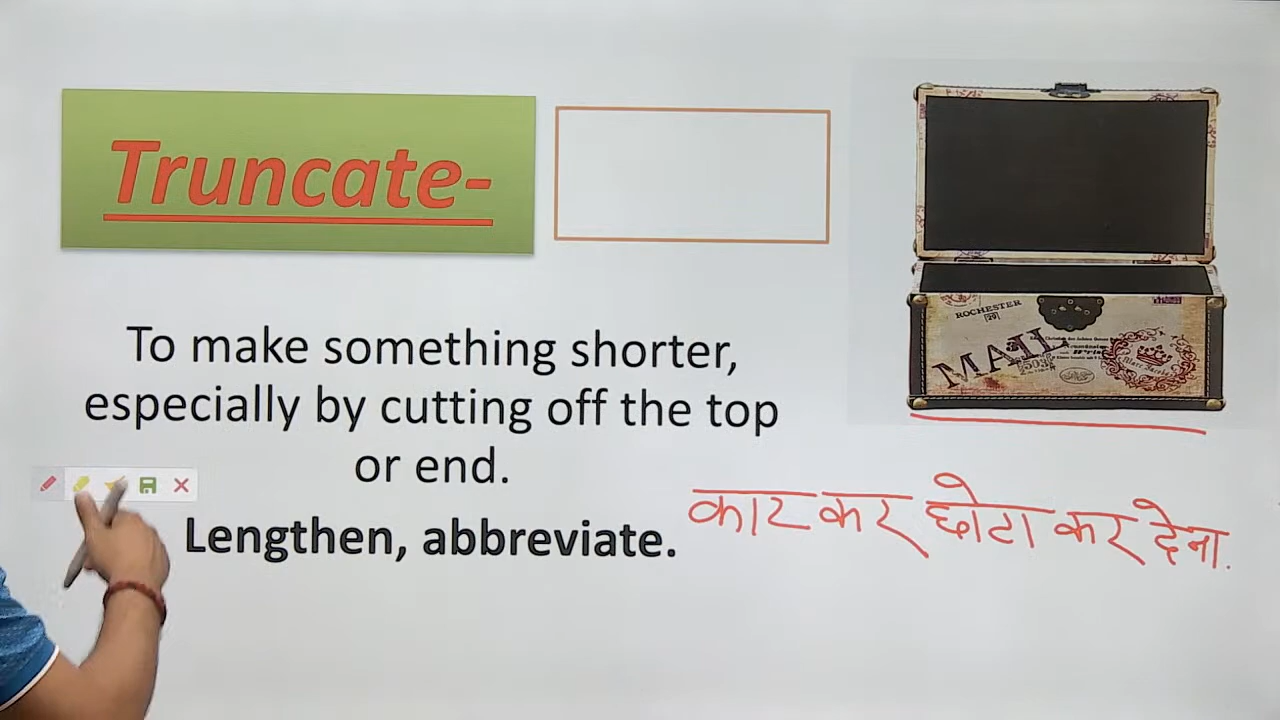 Truncate-
To make something shorter,
especially by cutting off the top
or end.
Lengthen, abbreviate.
काट कर छोटा कर देना.
ROCHESTER
MAIL